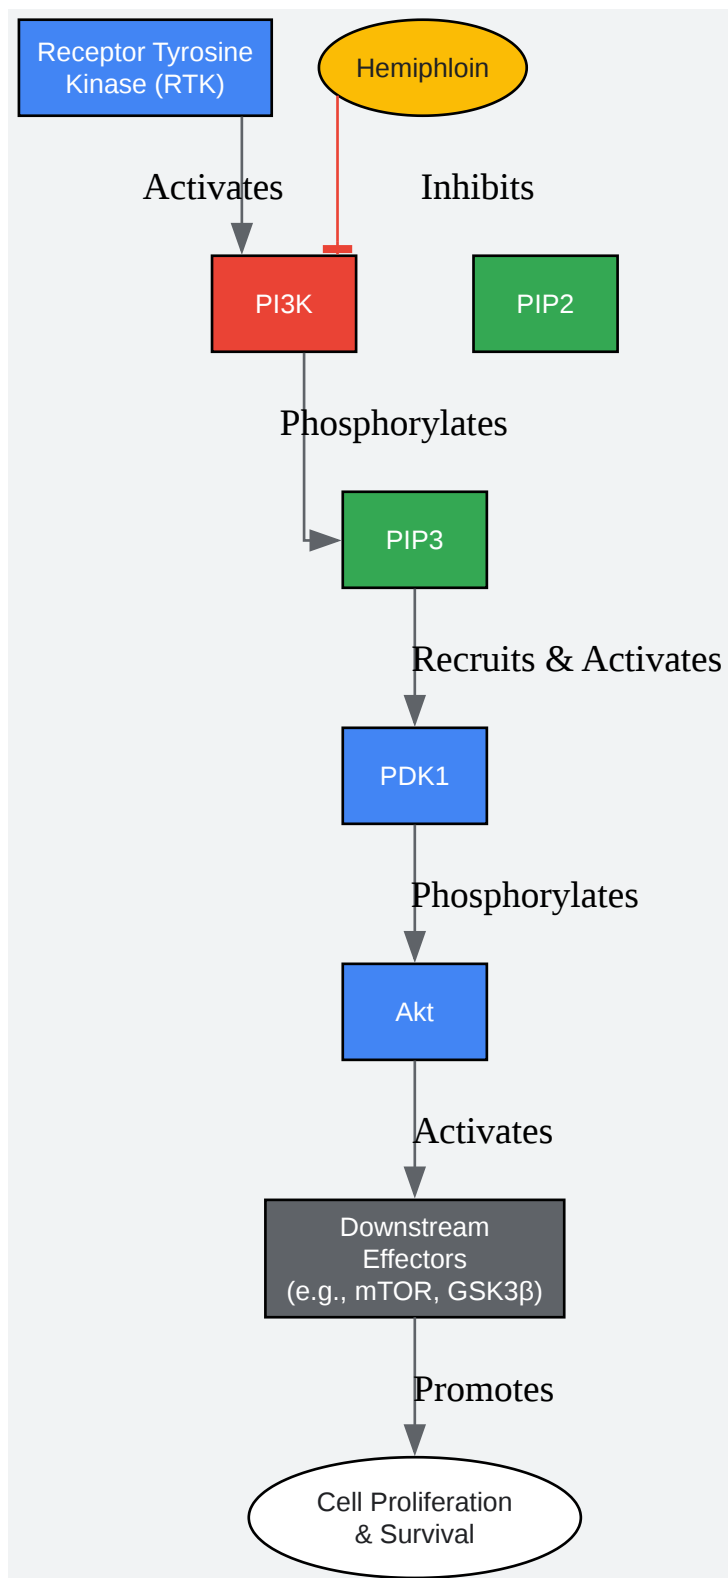 Receptor Tyrosine
Kinase (RTK)
Hemiphloin
Activates
Inhibits
PI3K
PIP2
Phosphorylates
PIP3
Recruits & Activates
PDK1
Phosphorylates
Akt
Activates
Downstream
Effectors
(e.g., mTOR, GSK3β)
Promotes
Cell Proliferation
& Survival